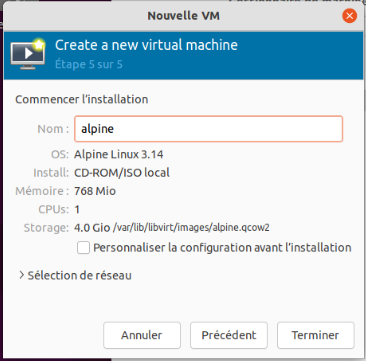 Nouvelle VM
Create a new virtual machine
Étape 5 sur 5
Commencer l'installation
Nom : alpine
OS: Alpine Linux 3.14
Install: CD-ROM/ISO local
Mémoire : 768 Mio
CPUs: 1
Storage: 4.0 Gio /var/lib/libvirt/images/alpine.qcow2
Personnaliser la configuration avant l'installation
Sélection de réseau
Annuler Précédent Terminer